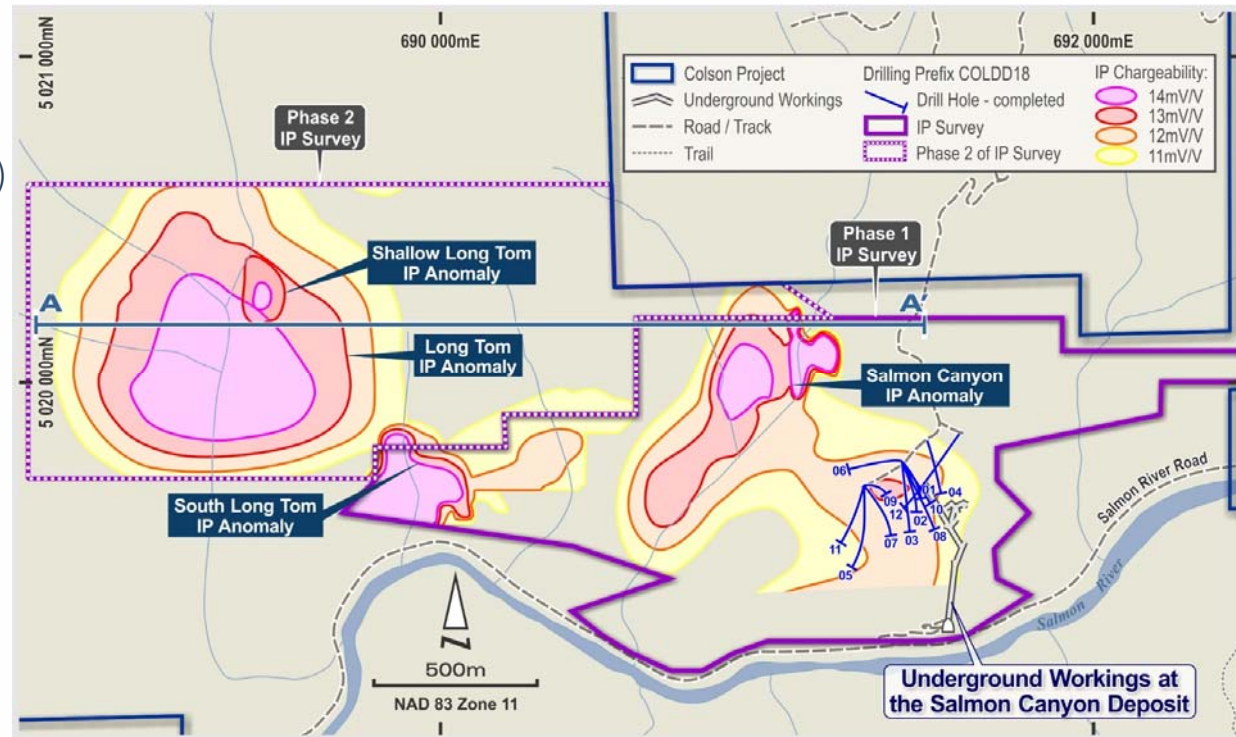 )
5 021 000mN
690 000mE
692 000mE
Colson Project
Underground Workings
Road / Track
Trail
Drilling Prefix COLDD18
Drill Hole - completed
IP Survey
Phase 2 of IP Survey
IP Chargeability:
14mV/V
13mV/V
12mV/V
11mV/V
Phase 2
IP Survey
Phase 1
IP Survey
Shallow Long Tom
IP Anomaly
A
A'
Long Tom
IP Anomaly
Salmon Canyon
IP Anomaly
5 020 000mN
South Long Tom
IP Anomaly
06
09
01
04
12
10
02
11
07
03
08
05
Salmon River Road
Salmon River
N
500m
NAD 83 Zone 11
Underground Workings at
the Salmon Canyon Deposit